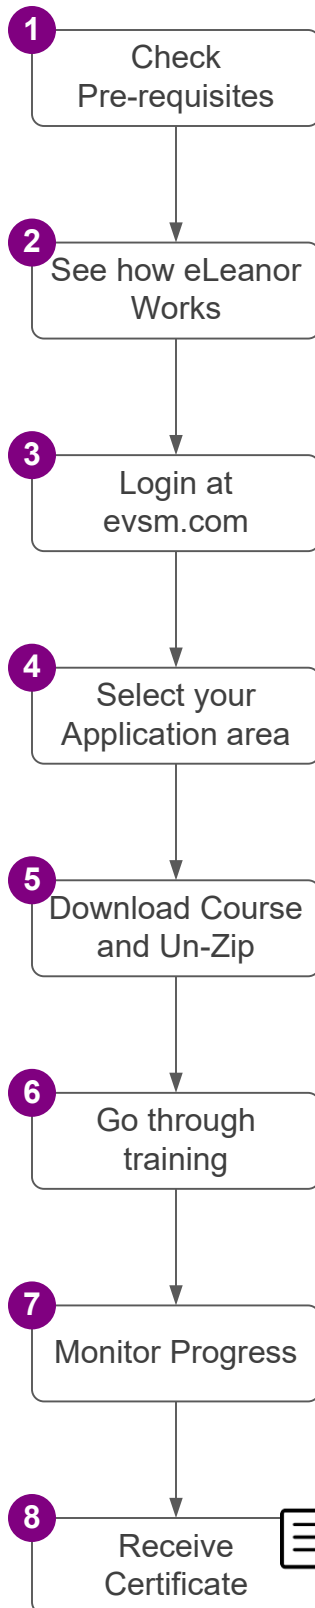 1
Check
Pre-requisites
2
See how eLeanor
Works
3
Login at
evsm.com
4
Select your
Application area
5
Download Course
and Un-Zip
6
Go through
training
7
Monitor Progress
8
Receive
Certificate